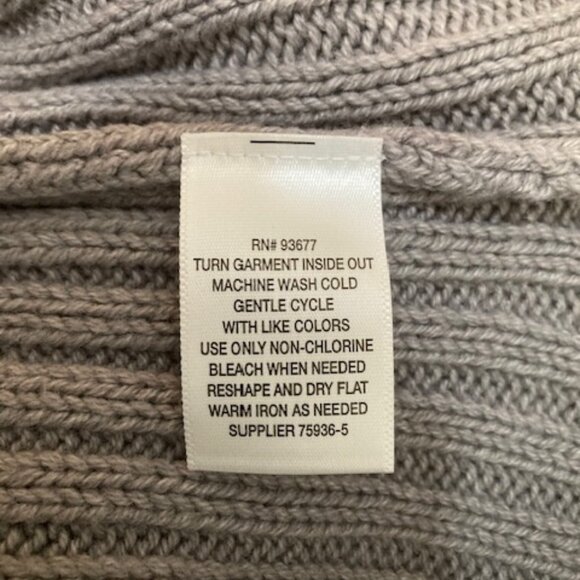 RN# 93677
TURN GARMENT INSIDE OUT
MACHINE WASH COLD
GENTLE CYCLE
WITH LIKE COLORS
USE ONLY NON-CHLORINE
BLEACH WHEN NEEDED
RESHAPE AND DRY FLAT
WARM IRON AS NEEDED
SUPPLIER 75936-5